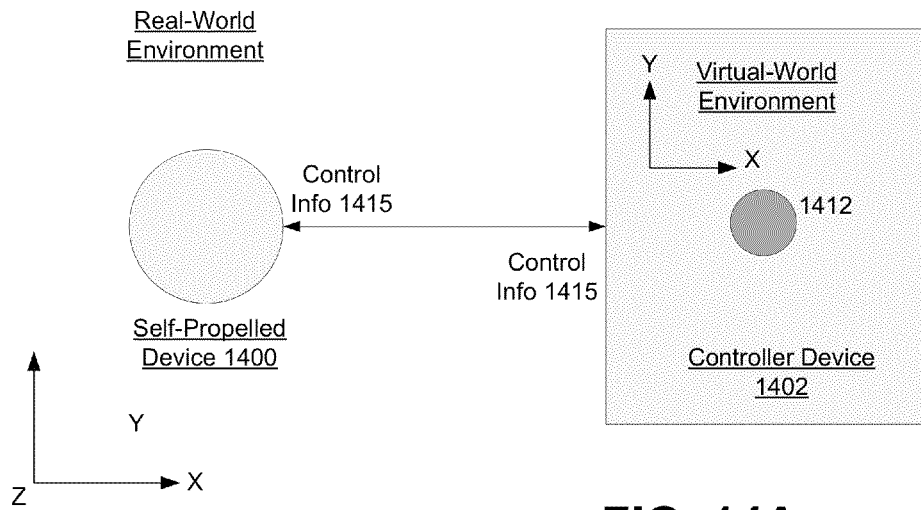 Real-World
Environment
Y
Virtual-World
Environment
X
Control
Info 1415
1412
Control
Info 1415
Self-Propelled
Device 1400
Controller Device
1402
Y
X
Z